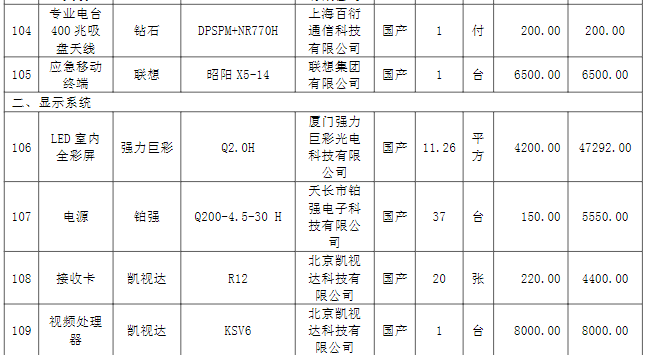 104 专业电台400兆吸盘天线 钻石 DPSPM+NR770H 上海百衍通信科技有限公司 国产 1 付 200.00 200.00
105 应急移动终端 联想 昭阳 X5-14 联想集团有限公司 国产 1 台 6500.00 6500.00
二、显示系统
106 LED 室内全彩屏 强力巨彩 Q2.0H 厦门强力巨彩光电科技有限公司 国产 11.26 平方 4200.00 47292.00
107 电源 铂强 Q200-4.5-30 H 天长市铂强电子科技有限公司 国产 37 台 150.00 5550.00
108 接收卡 凯视达 R12 北京凯视达科技有限公司 国产 20 张 220.00 4400.00
109 视频处理器 凯视达 KSV6 北京凯视达科技有限公司 国产 1 台 8000.00 8000.00